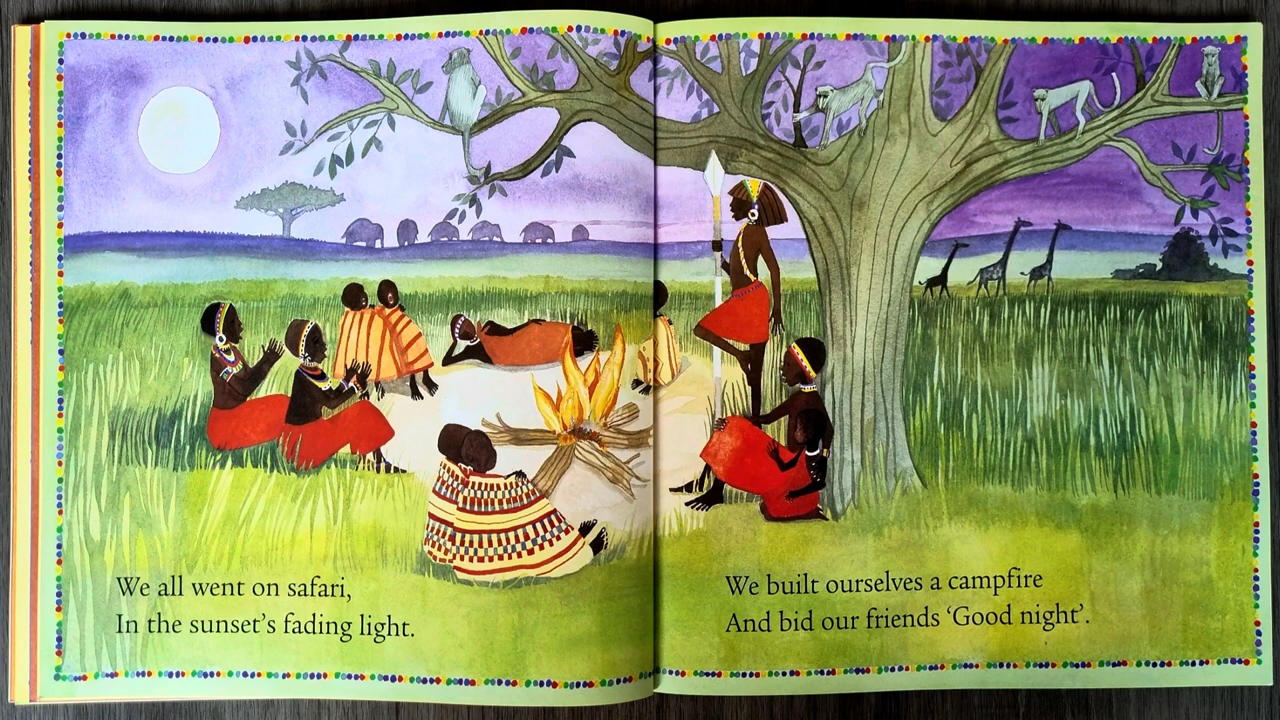 We all went on safari,
In the sunset's fading light.
We built ourselves a campfire
And bid our friends ‘Good night’.